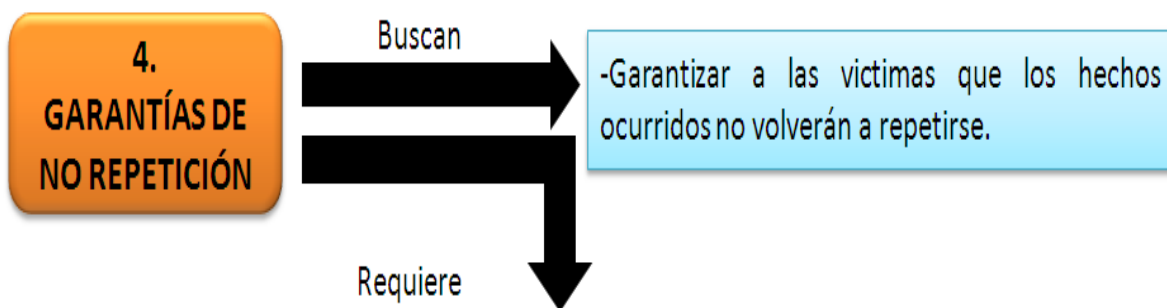 4.
GARANTÍAS DE
NO REPETICIÓN
Buscan
-Garantizar a las victimas que los hechos
ocurridos no volverán a repetirse.
Requiere